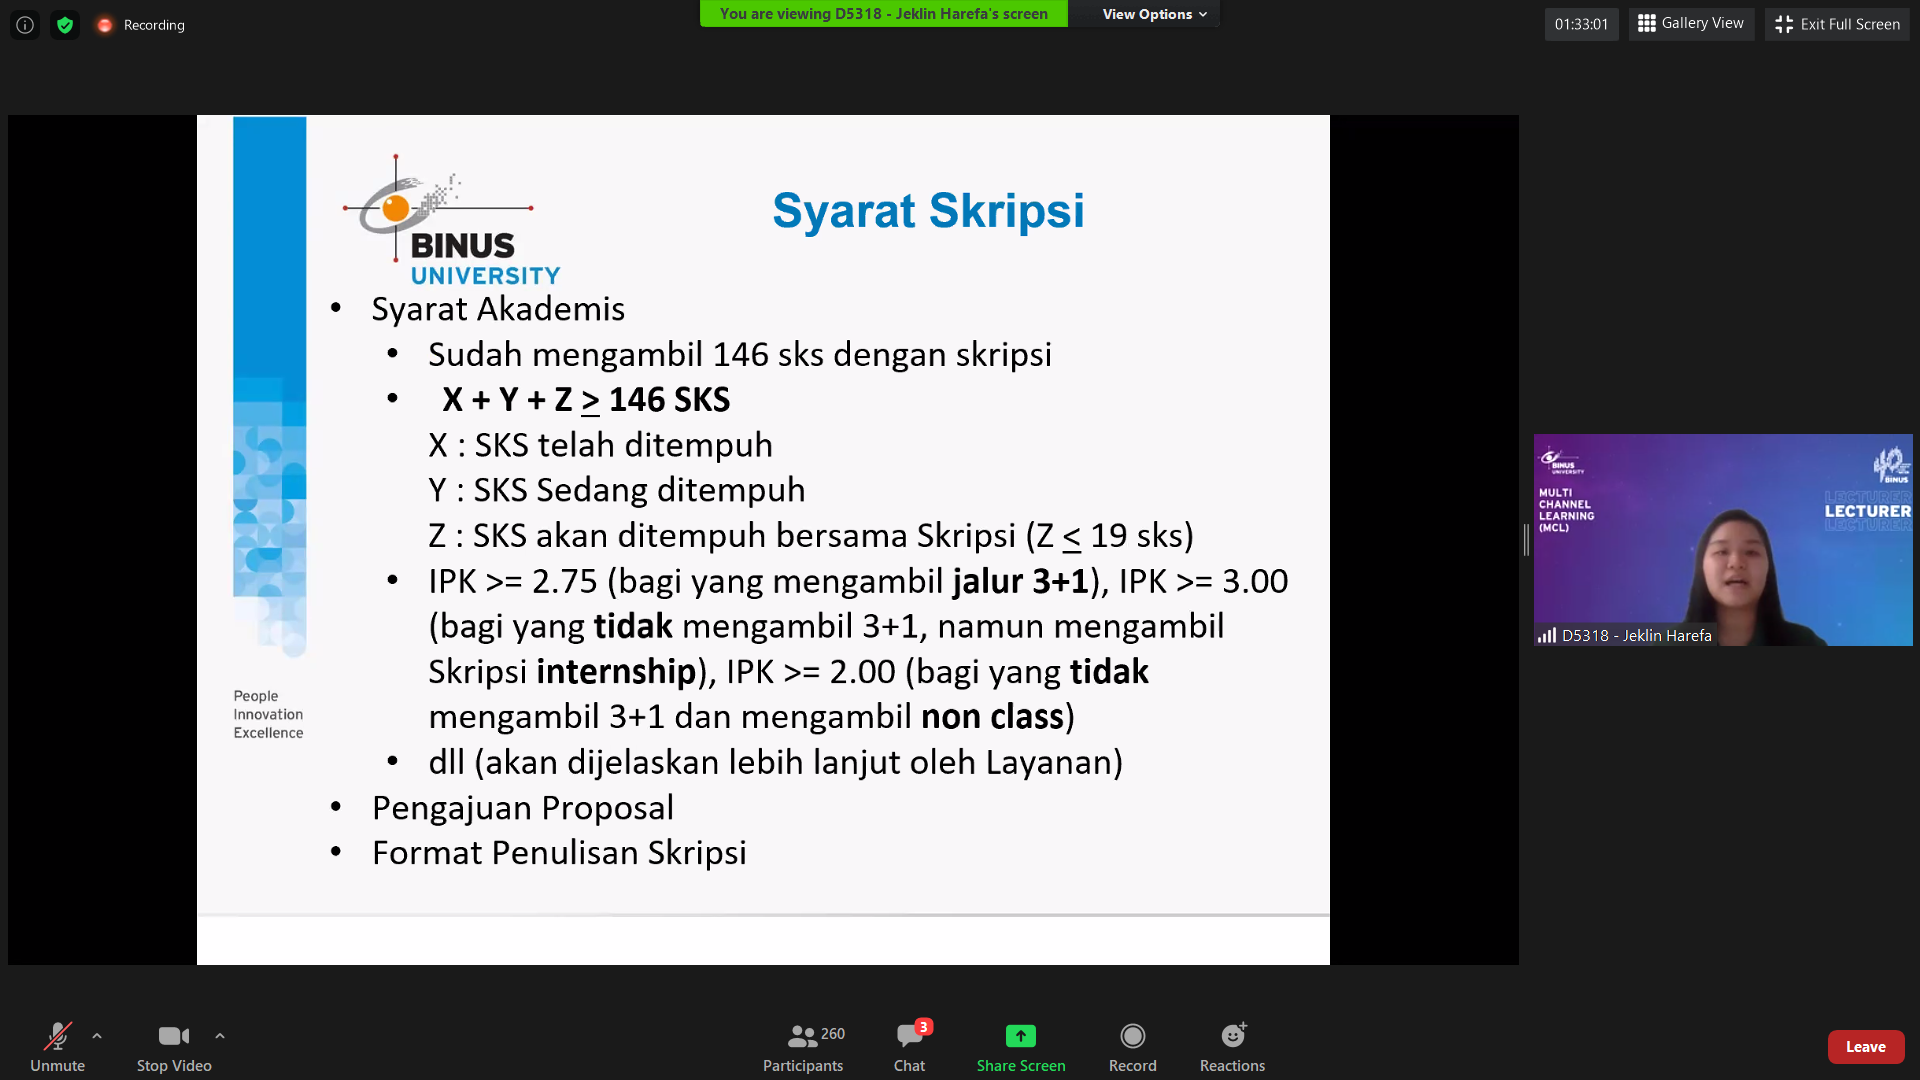 Recording
You are viewing D5318 - Jeklin Harefa's screen
View Options
01:33:01
Gallery View
Exit Full Screen
BINUS
UNIVERSITY
Syarat Skripsi
• Syarat Akademis
• Sudah mengambil 146 sks dengan skripsi
• X + Y + Z ≥ 146 SKS
X : SKS telah ditempuh
Y : SKS Sedang ditempuh
Z : SKS akan ditempuh bersama Skripsi (Z ≤ 19 sks)
• IPK >= 2.75 (bagi yang mengambil jalur 3+1), IPK >= 3.00
(bagi yang tidak mengambil 3+1, namun mengambil
Skripsi internship), IPK >= 2.00 (bagi yang tidak
mengambil 3+1 dan mengambil non class)
• dll (akan dijelaskan lebih lanjut oleh Layanan)
• Pengajuan Proposal
• Format Penulisan Skripsi
People
Innovation
Excellence
BINUS
UNIVERSITY
MULTI
CHANNEL
LEARNING
(MCL)
BINUS
LECTURER
LECTURER
LECTURER
D5318 - Jeklin Harefa
Unmute
Stop Video
260
Participants
3
Chat
Share Screen
Record
Reactions
Leave